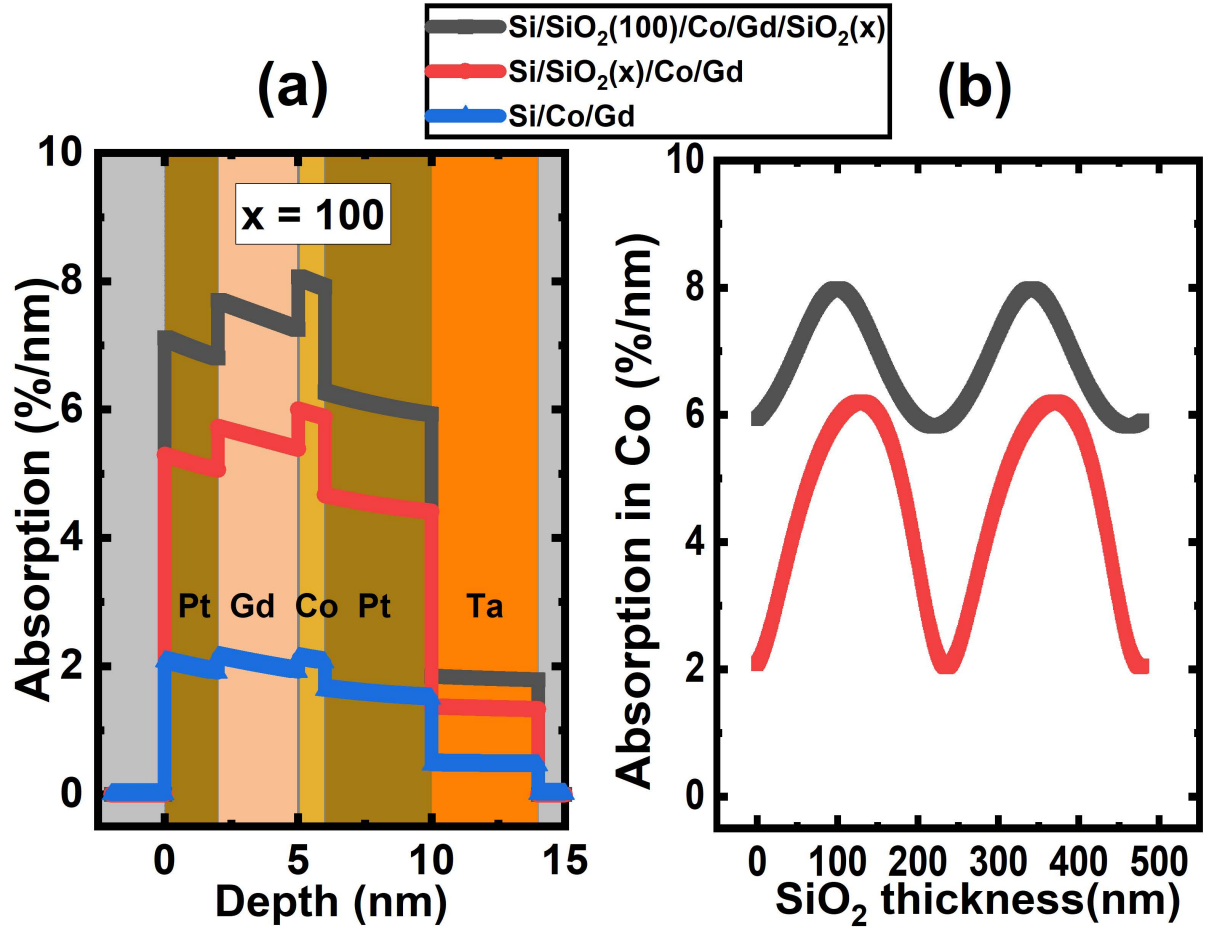 Si/SiO₂(100)/Co/Gd/SiO₂(x)
Si/SiO₂(x)/Co/Gd
Si/Co/Gd
(a)
(b)
Absorption (%/nm)
10
8
6
4
2
0
x = 100
Pt
Gd
Co
Pt
Ta
0
5
10
15
Depth (nm)
Absorption in Co (%/nm)
10
8
6
4
2
0
0
100
200
300
400
500
SiO₂ thickness(nm)